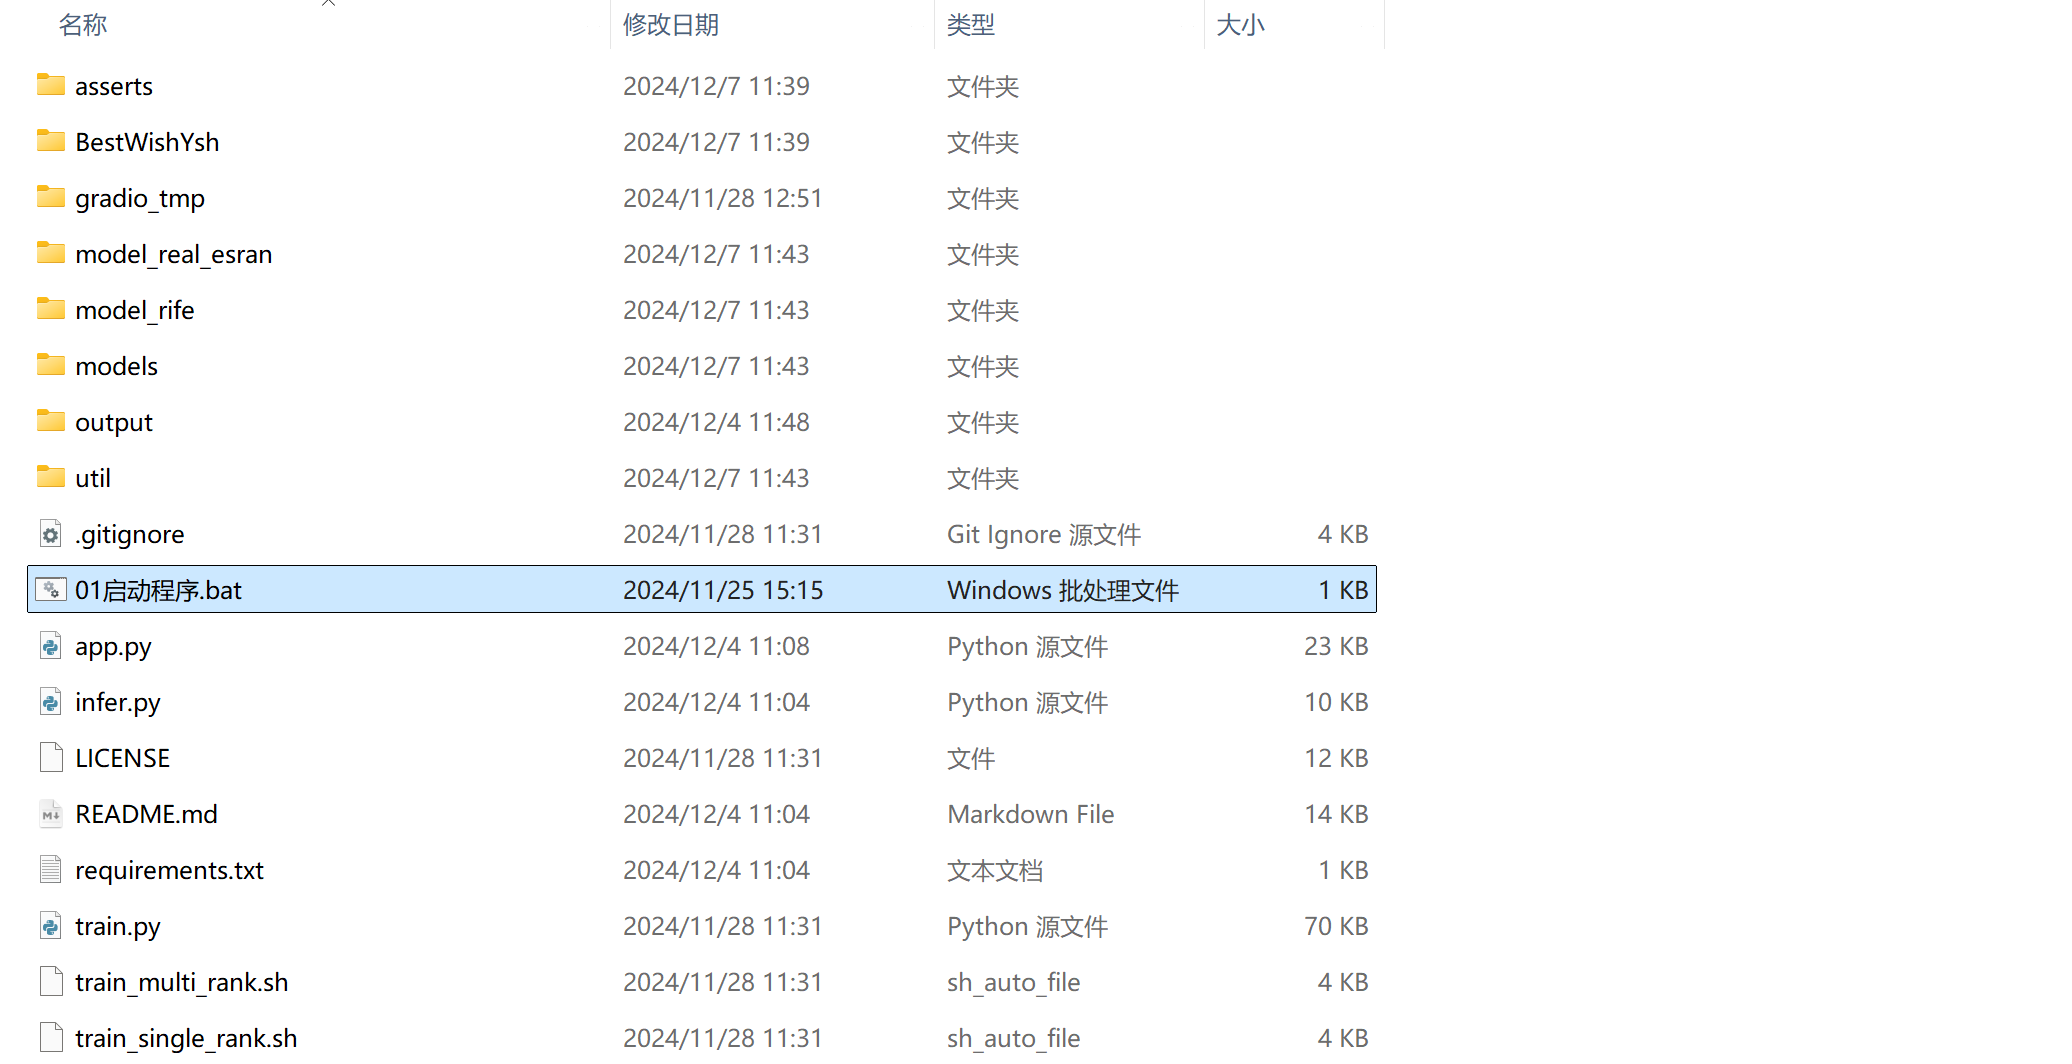 名称 修改日期 类型 大小
asserts 2024/12/7 11:39 文件夹
BestWishYsh 2024/12/7 11:39 文件夹
gradio_tmp 2024/11/28 12:51 文件夹
model_real_esran 2024/12/7 11:43 文件夹
model_rife 2024/12/7 11:43 文件夹
models 2024/12/7 11:43 文件夹
output 2024/12/4 11:48 文件夹
util 2024/12/7 11:43 文件夹
.gitignore 2024/11/28 11:31 Git Ignore 源文件 4 KB
01启动程序.bat 2024/11/25 15:15 Windows 批处理文件 1 KB
app.py 2024/12/4 11:08 Python 源文件 23 KB
infer.py 2024/12/4 11:04 Python 源文件 10 KB
LICENSE 2024/11/28 11:31 文件 12 KB
README.md 2024/12/4 11:04 Markdown File 14 KB
requirements.txt 2024/12/4 11:04 文本文档 1 KB
train.py 2024/11/28 11:31 Python 源文件 70 KB
train_multi_rank.sh 2024/11/28 11:31 sh_auto_file 4 KB
train_single_rank.sh 2024/11/28 11:31 sh_auto_file 4 KB